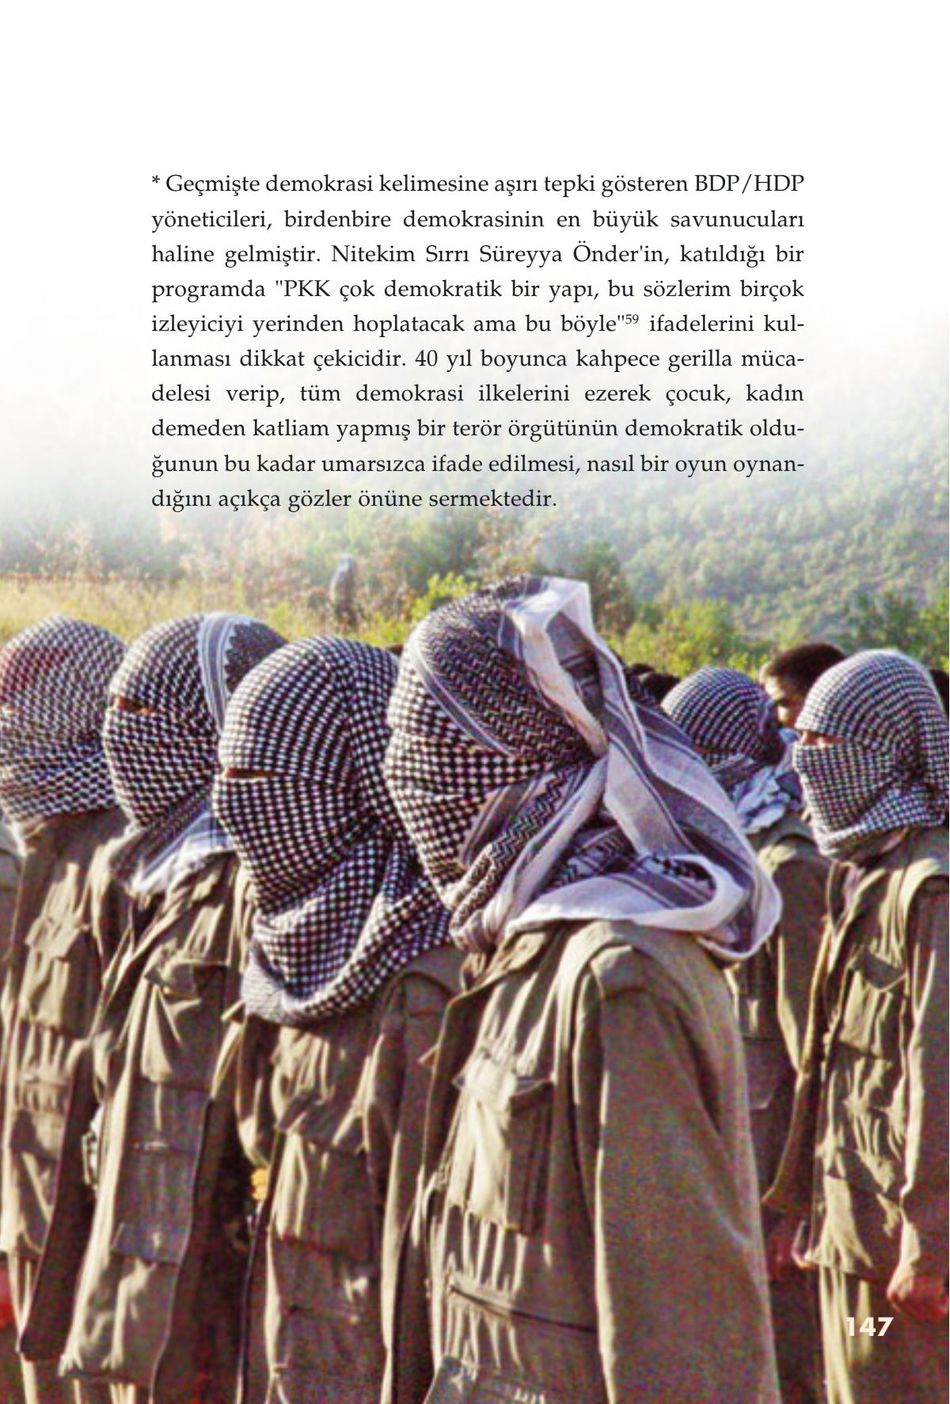 * Geçmişte demokrasi kelimesine aşırı tepki gösteren BDP/HDP
yöneticileri, birdenbire demokrasinin en büyük savunucuları
haline gelmiştir. Nitekim Sırrı Süreyya Önder'in, katıldığı bir
programda "PKK çok demokratik bir yapı, bu sözlerim birçok
izleyiciyi yerinden hoplatacak ama bu böyle"59 ifadelerini kul-
lanması dikkat çekicidir. 40 yıl boyunca kahpece gerilla müca-
delesi verip, tüm demokrasi ilkelerini ezerek çocuk, kadın
demeden katliam yapmış bir terör örgütünün demokratik oldu-
ğunun bu kadar umarsızca ifade edilmesi, nasıl bir oyun oynan-
dığını açıkça gözler önüne sermektedir.
147